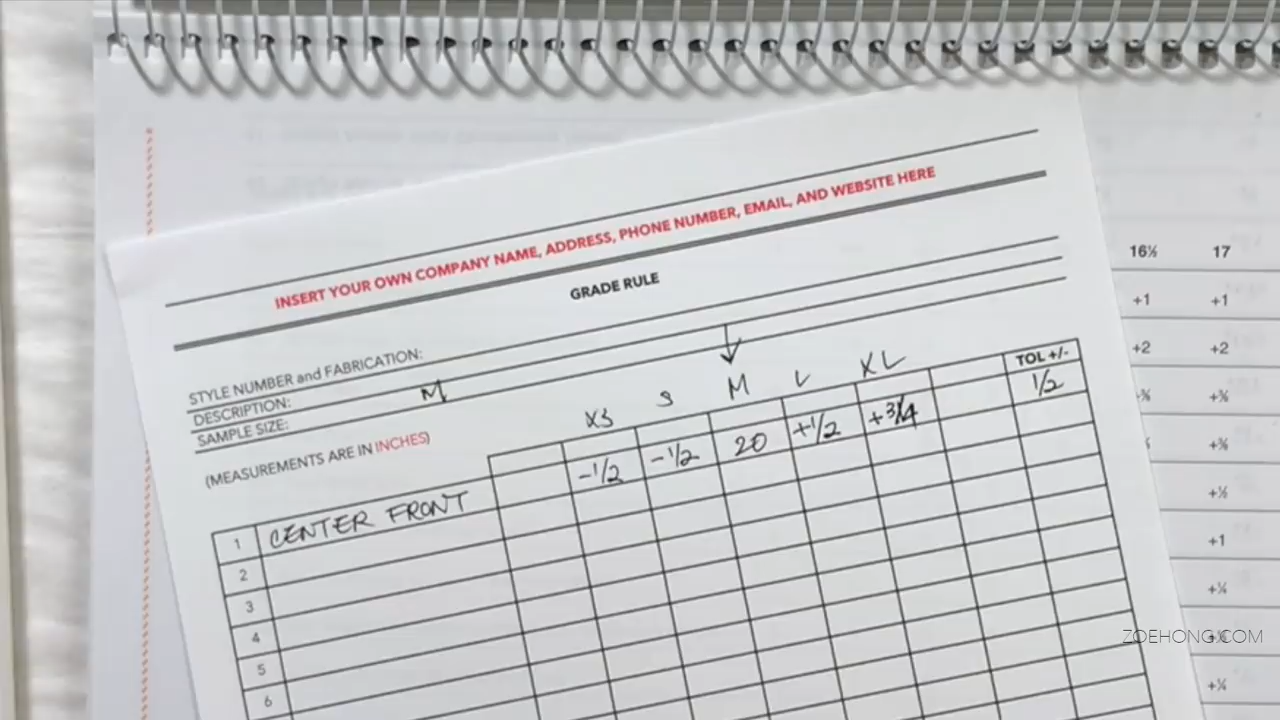 INSERT YOUR OWN COMPANY NAME, ADDRESS, PHONE NUMBER, EMAIL, AND WEBSITE HERE
GRADE RULE
STYLE NUMBER and FABRICATION:
DESCRIPTION:
SAMPLE SIZE: M
(MEASUREMENTS ARE IN INCHES)
XS S M L XL TOL +/-
1 CENTER FRONT -1/2 -1/2 20 +1/2 +3/4 1/2
2
3
4
5
6
16½ 17
+1 +1
+2 +2
+1
ZOEHONG.COM